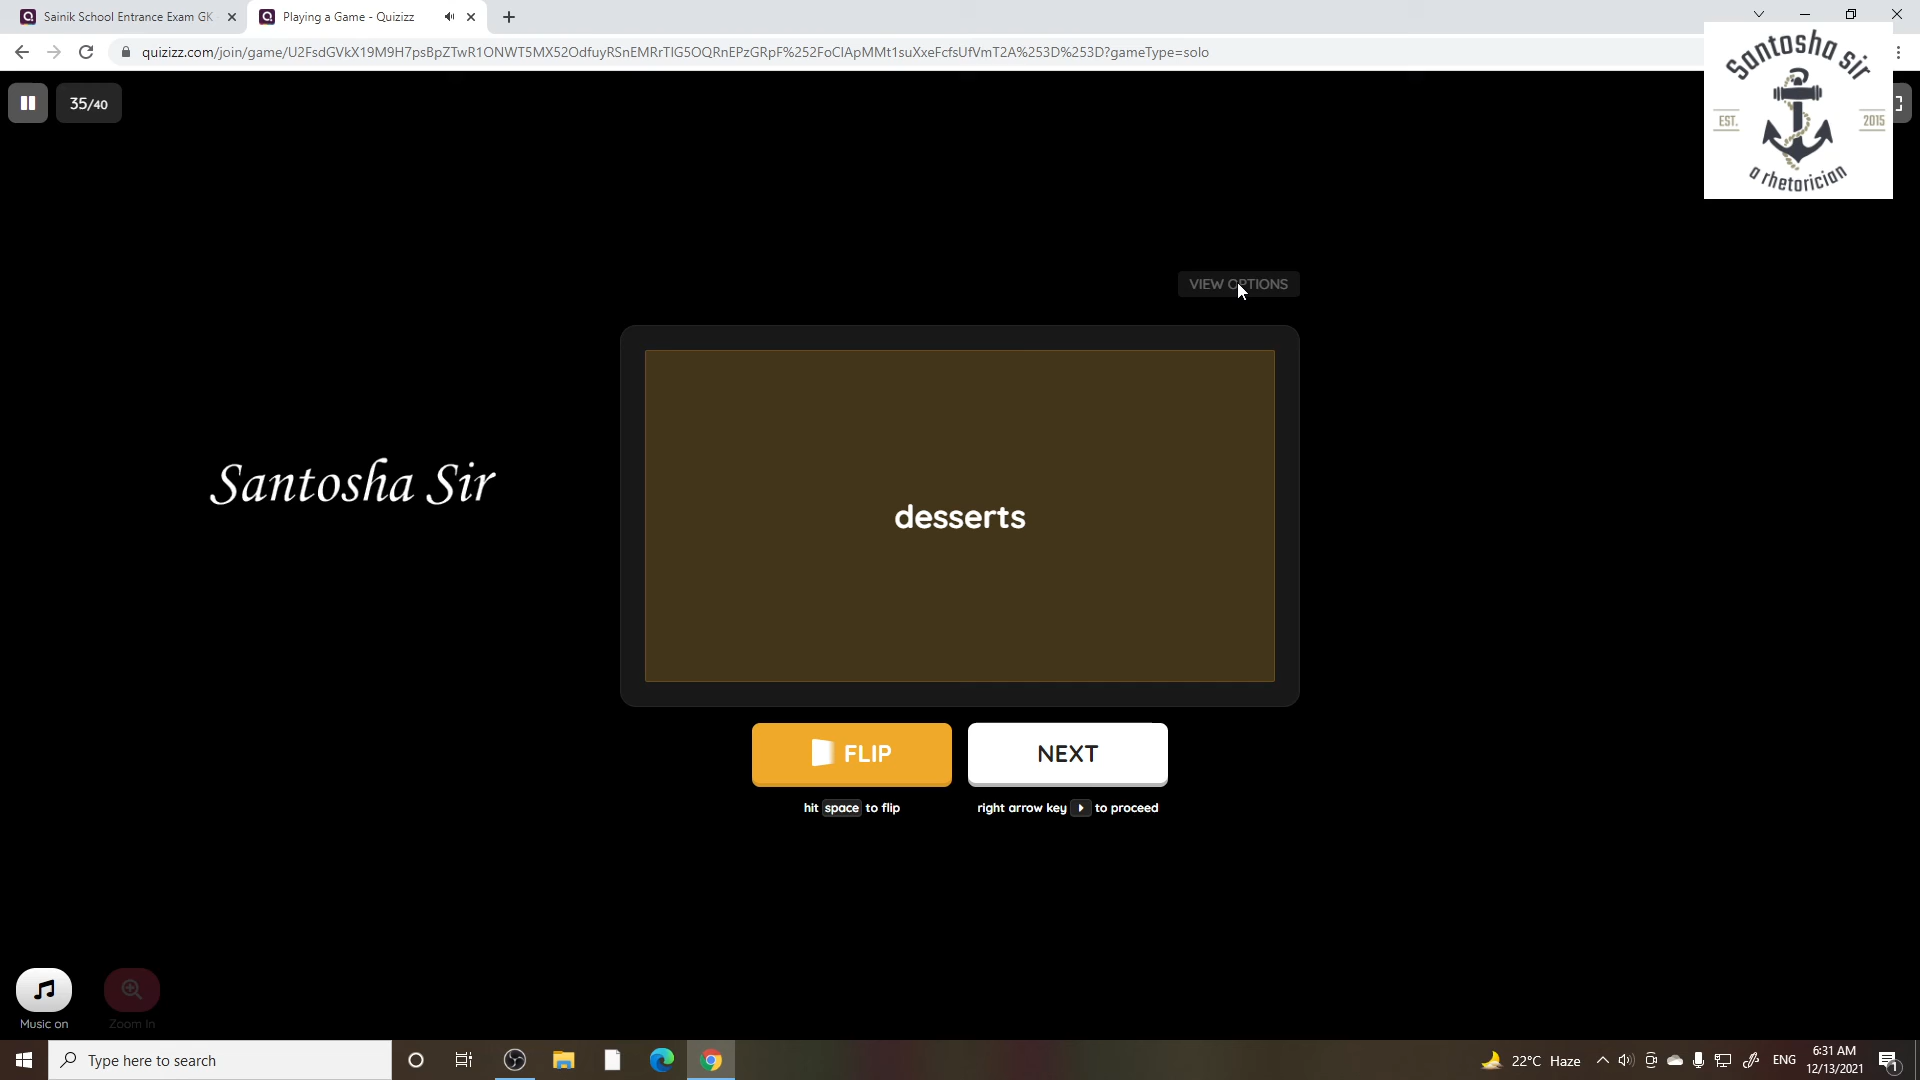 Sainik School Entrance Exam GK
Playing a Game - Quizizz
quizizz.com/join/game/U2FsdGVkX19M9H7psBpZTwR1ONWT5MX52OdfuyRSnEMRrTlG5OQRnEPzGRpF%252FoClApMMt1suXxeFcfsUfVmT2A%253D%253D?gameType=solo
Santosha sir
EST. 2015
a rhetorician
35/40
VIEW OPTIONS
desserts
Santosha Sir
FLIP
NEXT
hit space to flip
right arrow key to proceed
Music on
Zoom in
Type here to search
22°C Haze
ENG
6:31 AM
12/13/2021
1